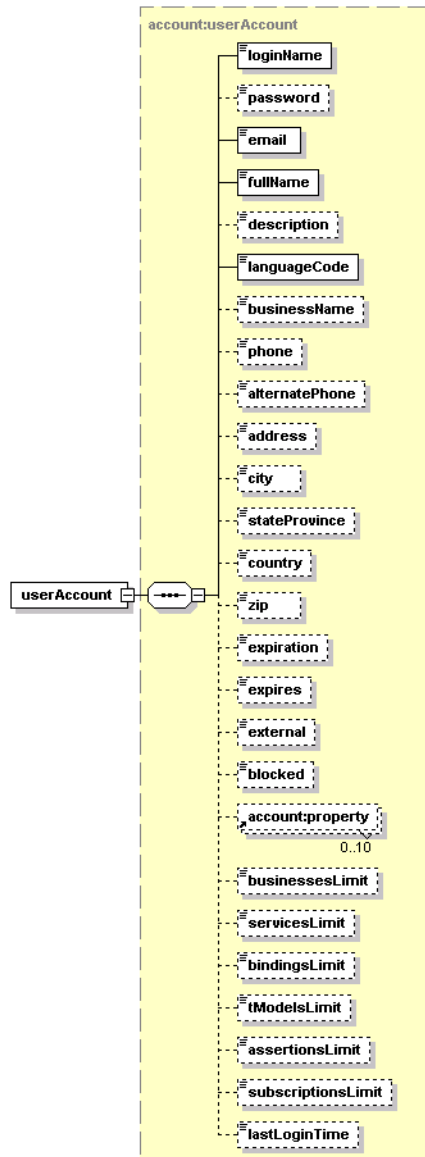 account:userAccount
loginName
password
email
fullName
description
languageCode
businessName
phone
alternatePhone
address
city
stateProvince
country
userAccount
zip
expiration
expires
external
blocked
account:property
0..10
businessesLimit
servicesLimit
bindingsLimit
tModelsLimit
assertionsLimit
subscriptionsLimit
lastLoginTime